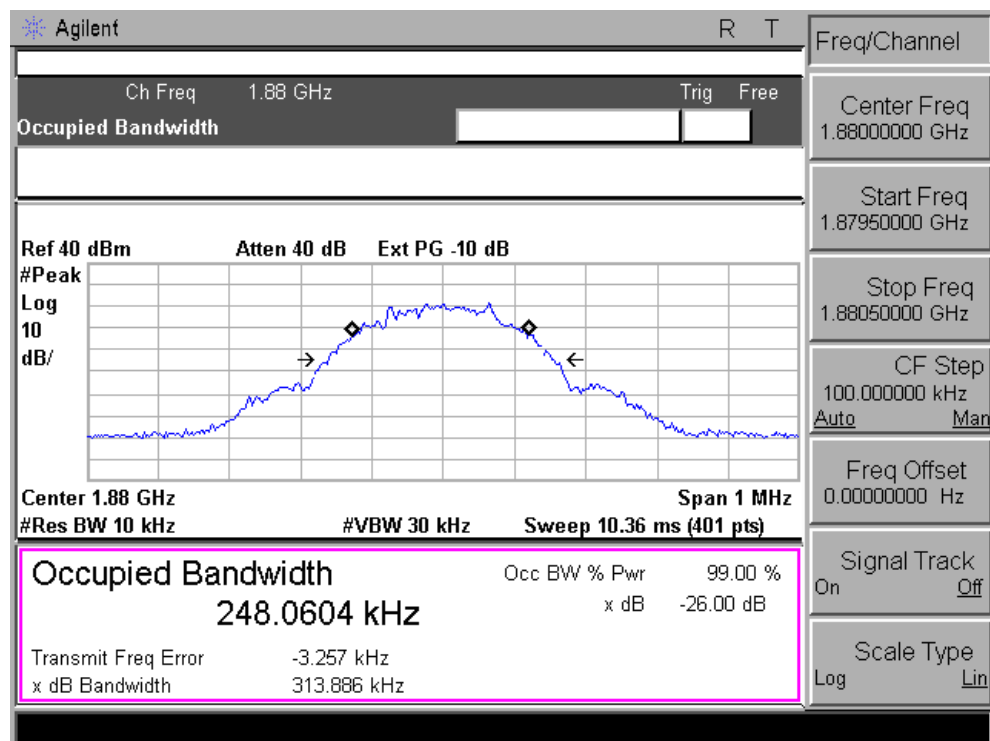 Agilent R T
Ch Freq 1.88 GHz Trig Free
Occupied Bandwidth
Ref 40 dBm Atten 40 dB Ext PG -10 dB
#Peak
Log
10
dB/
Center 1.88 GHz Span 1 MHz
#Res BW 10 kHz #VBW 30 kHz Sweep 10.36 ms (401 pts)
Occupied Bandwidth
248.0604 kHz
Occ BW % Pwr 99.00 %
x dB -26.00 dB
Transmit Freq Error -3.257 kHz
x dB Bandwidth 313.886 kHz
Freq/Channel
Center Freq
1.88000000 GHz
Start Freq
1.87950000 GHz
Stop Freq
1.88050000 GHz
CF Step
100.000000 kHz
Auto Man
Freq Offset
0.00000000 Hz
Signal Track
On Off
Scale Type
Log Lin